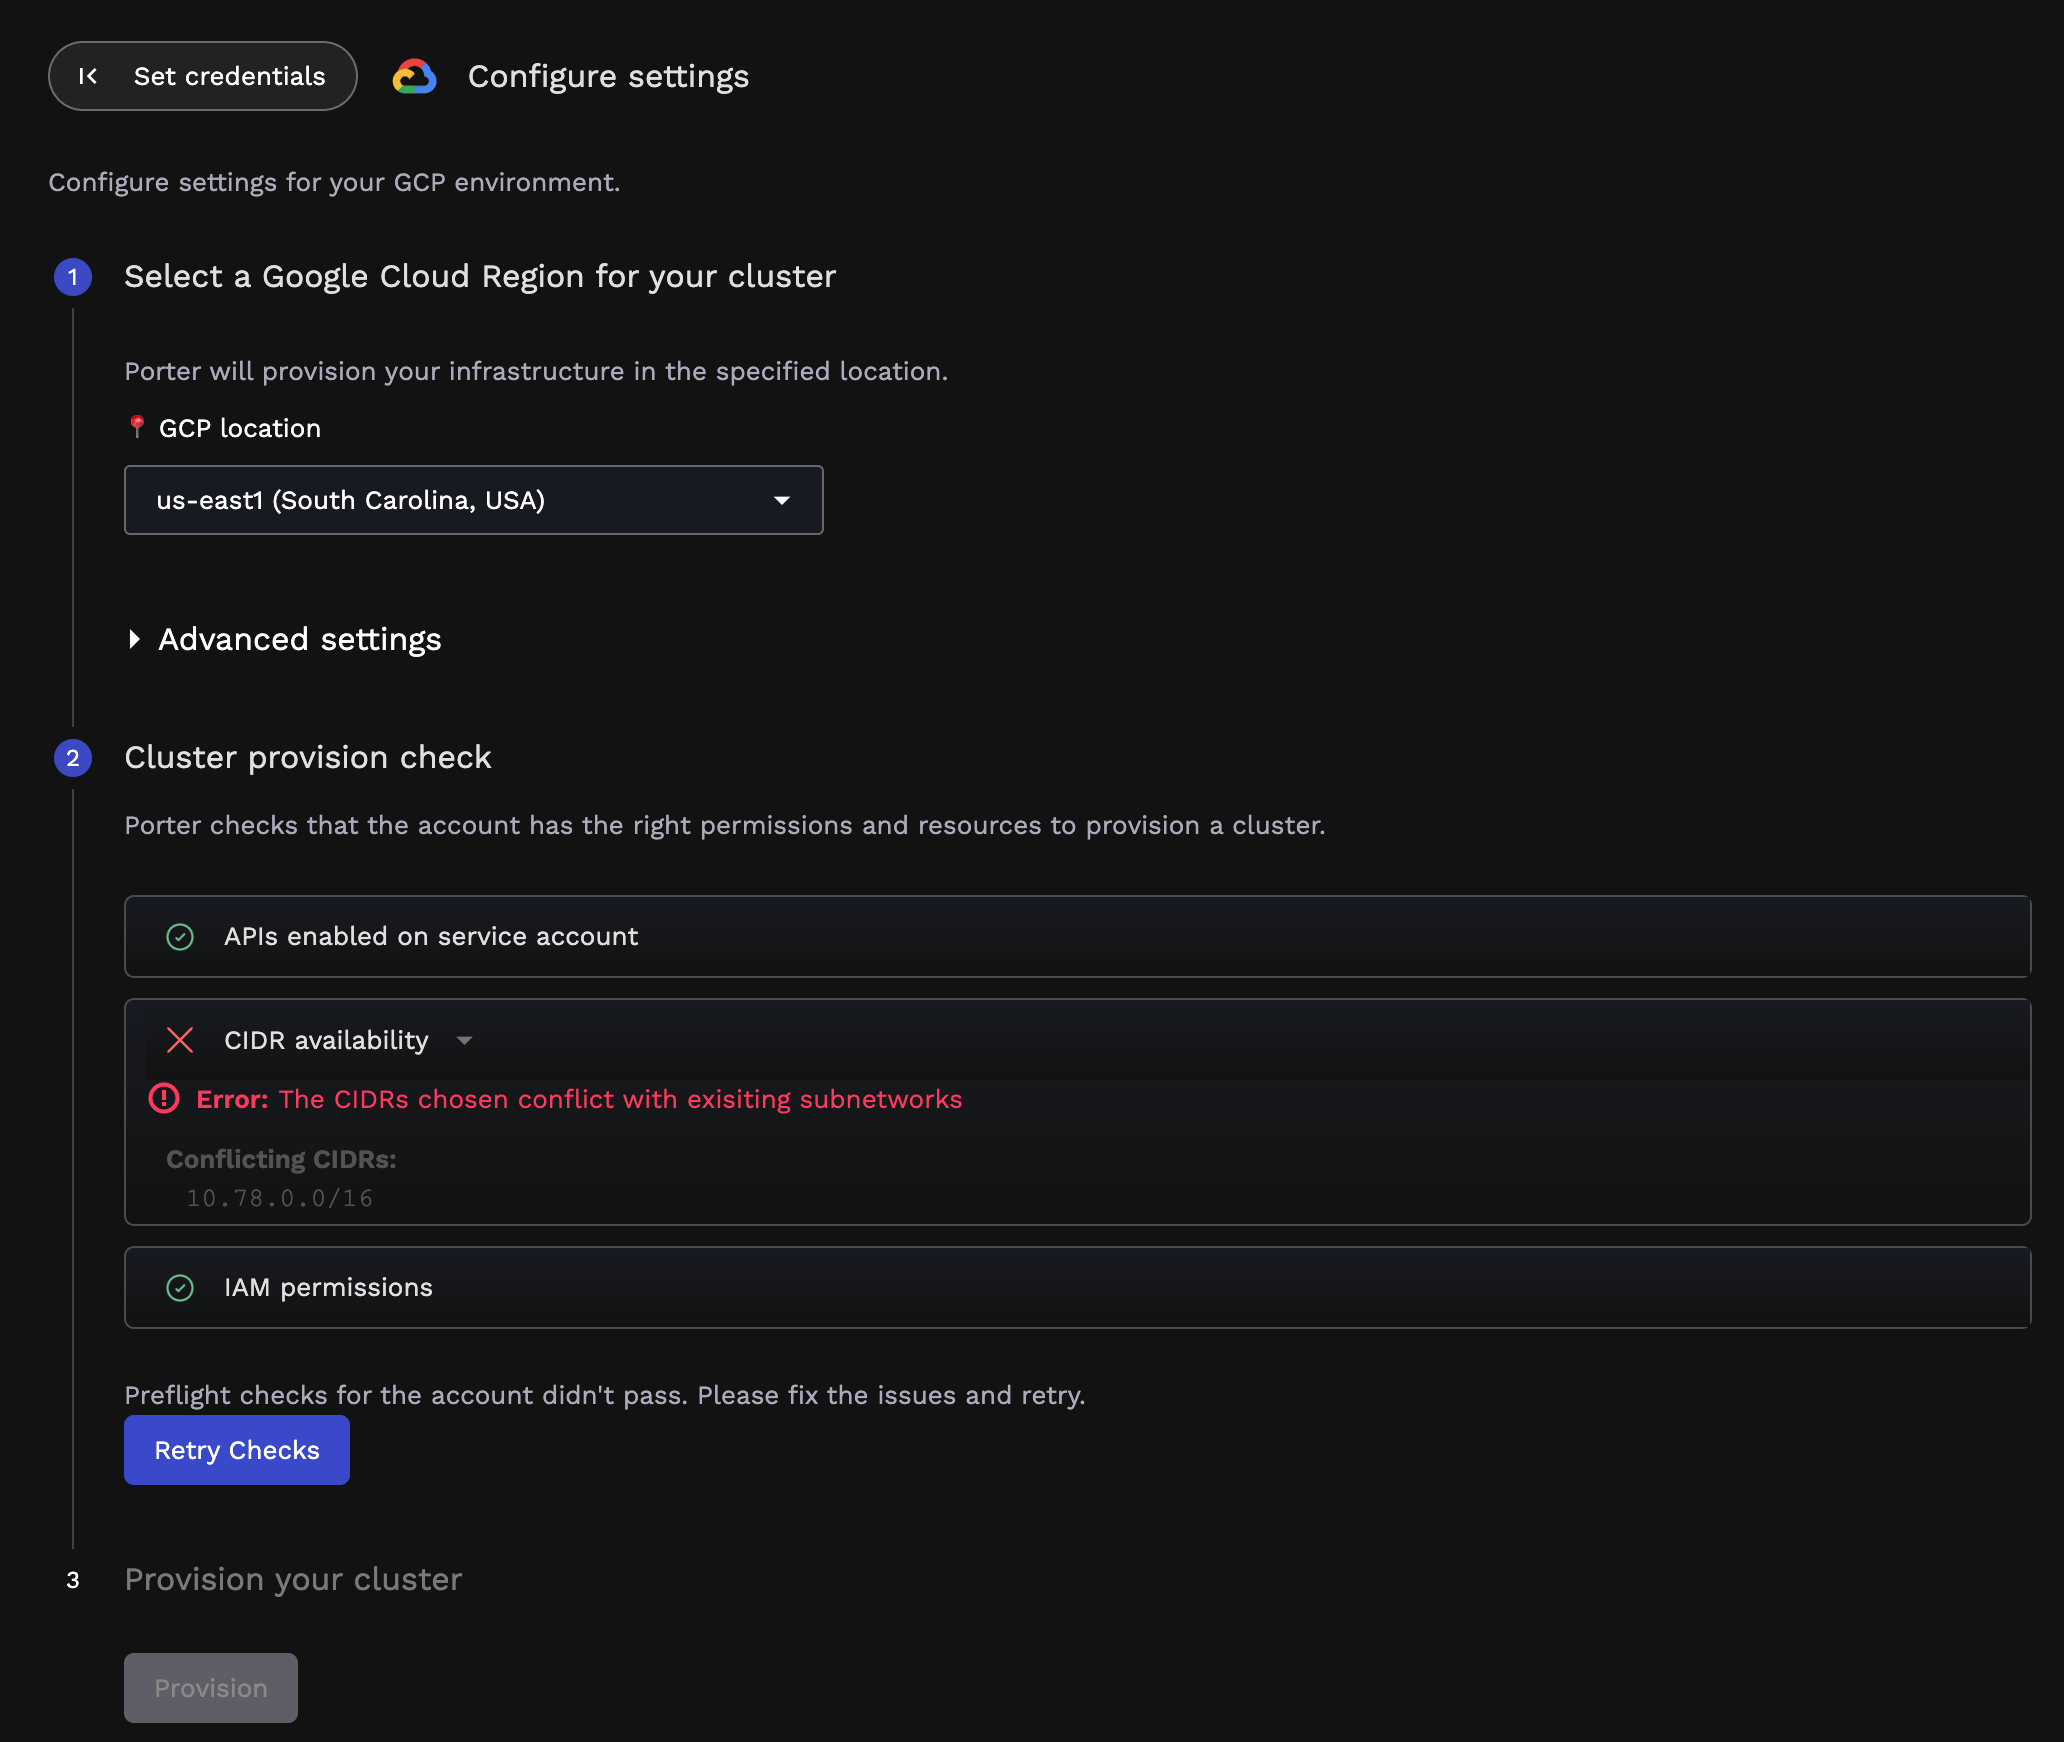 Set credentials
Configure settings
Configure settings for your GCP environment.
1
Select a Google Cloud Region for your cluster
Porter will provision your infrastructure in the specified location.
GCP location
us-east1 (South Carolina, USA)
Advanced settings
2
Cluster provision check
Porter checks that the account has the right permissions and resources to provision a cluster.
APIs enabled on service account
CIDR availability
Error: The CIDRs chosen conflict with exisiting subnetworks
Conflicting CIDRs:
10.78.0.0/16
IAM permissions
Preflight checks for the account didn't pass. Please fix the issues and retry.
Retry Checks
3
Provision your cluster
Provision